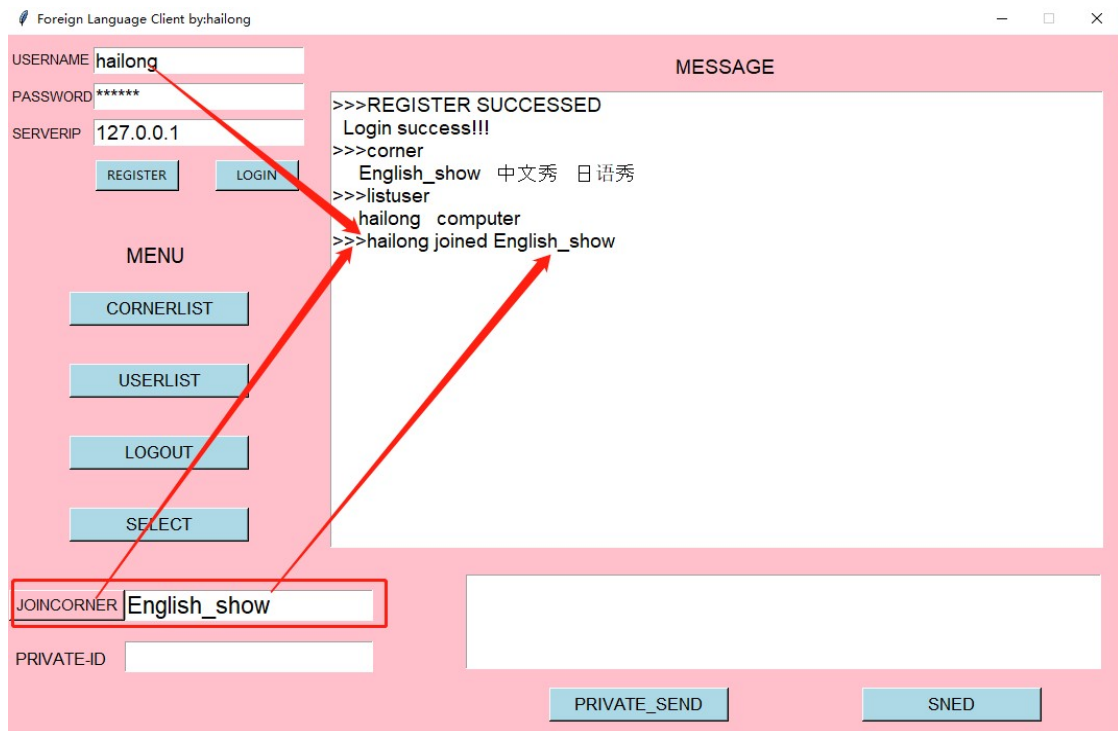 Foreign Language Client by:hailong
USERNAME hailong
PASSWORD ******
SERVERIP 127.0.0.1
REGISTER LOGIN
MENU
CORNERLIST
USERLIST
LOGOUT
SELECT
JOINCORNER English_show
PRIVATE-ID
MESSAGE
>>>REGISTER SUCCESSED
Login success!!!
>>>corner
English_show 中文秀 日语秀
>>>listuser
hailong computer
>>>hailong joined English_show
PRIVATE_SEND SNED